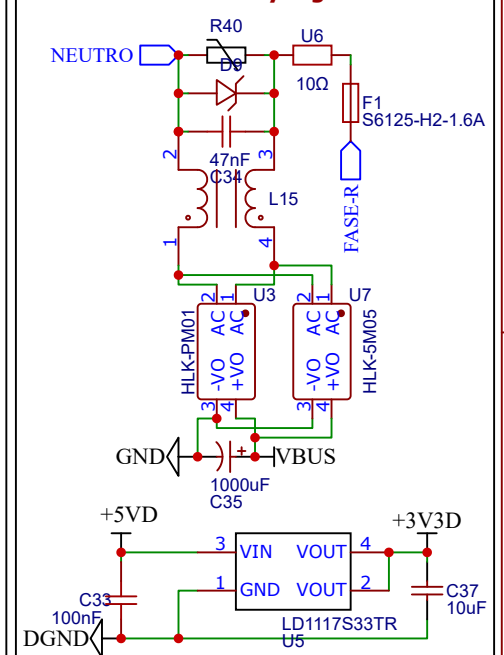 R40
NEUTRO
U6
D9
10Ω
F1
S6125-H2-1.6A
2
3
47nF
C34
L15
FASE-R
1
4
2
1
U3
2
1
U7
AC
AC
AC
AC
HLK-PM01
-VO
+VO
-VO
+VO
HLK-5M05
3
4
3
4
GND
+
VBUS
1000uF
C35
+5VD
+3V3D
3
VIN
VOUT
4
1
GND
VOUT
2
C33
100nF
C37
10uF
LD1117S33TR
U5
DGND